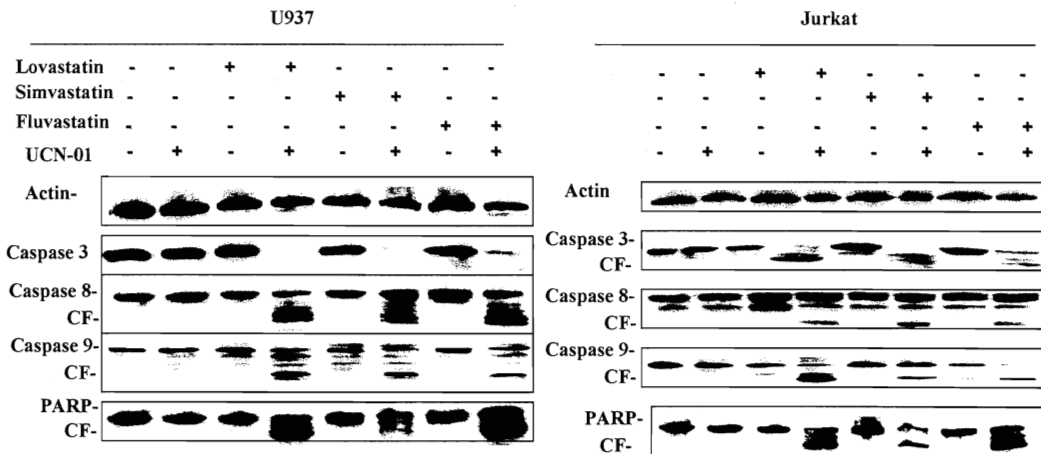 U937
Lovastatin - - + + - - - -
Simvastatin - - - - + + - -
Fluvastatin - - - - - - + +
UCN-01 - + - + - + - +
Actin-
Caspase 3
Caspase 8-
CF-
Caspase 9-
CF-
PARP-
CF-
Jurkat
- - + + - - - -
- - - - + + - -
- - - - - - + +
- + - + - + - +
Actin
Caspase 3-
CF-
Caspase 8-
CF-
Caspase 9-
CF-
PARP-
CF-